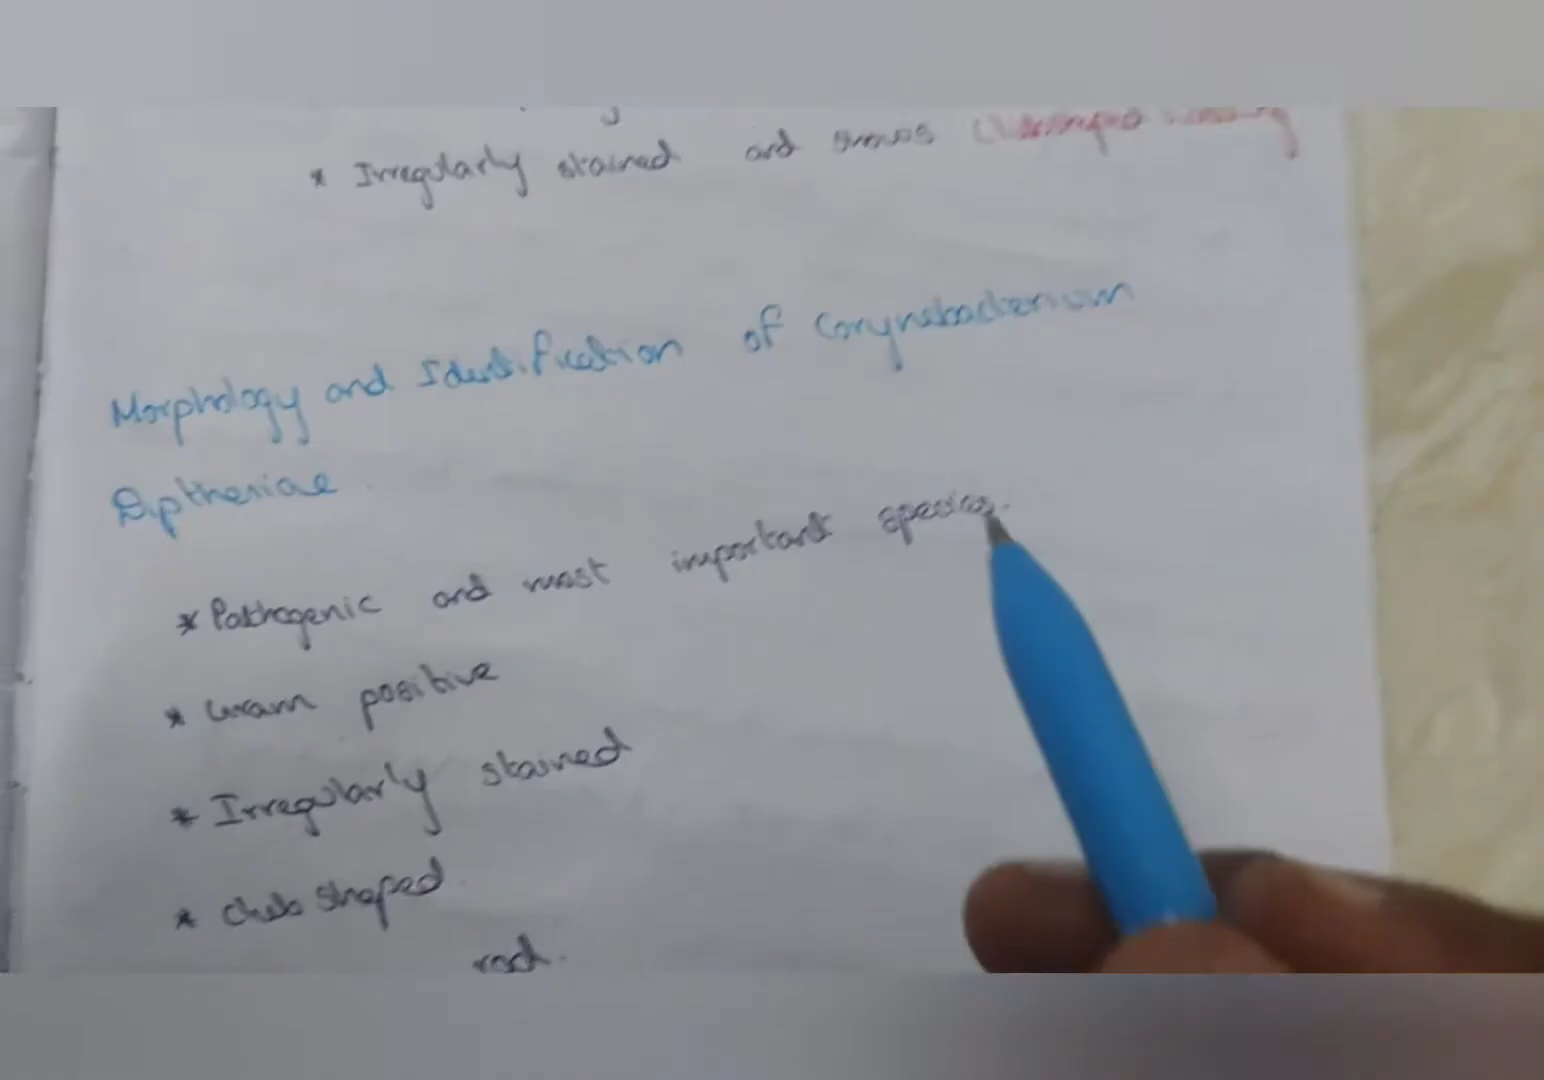 * Irregularly stained and shows
Morphology and Identification of Corynebacterium
Diptheriae.
* Pathogenic and most important species.
* Gram positive
* Irregularly stained
* Club shaped
rod.